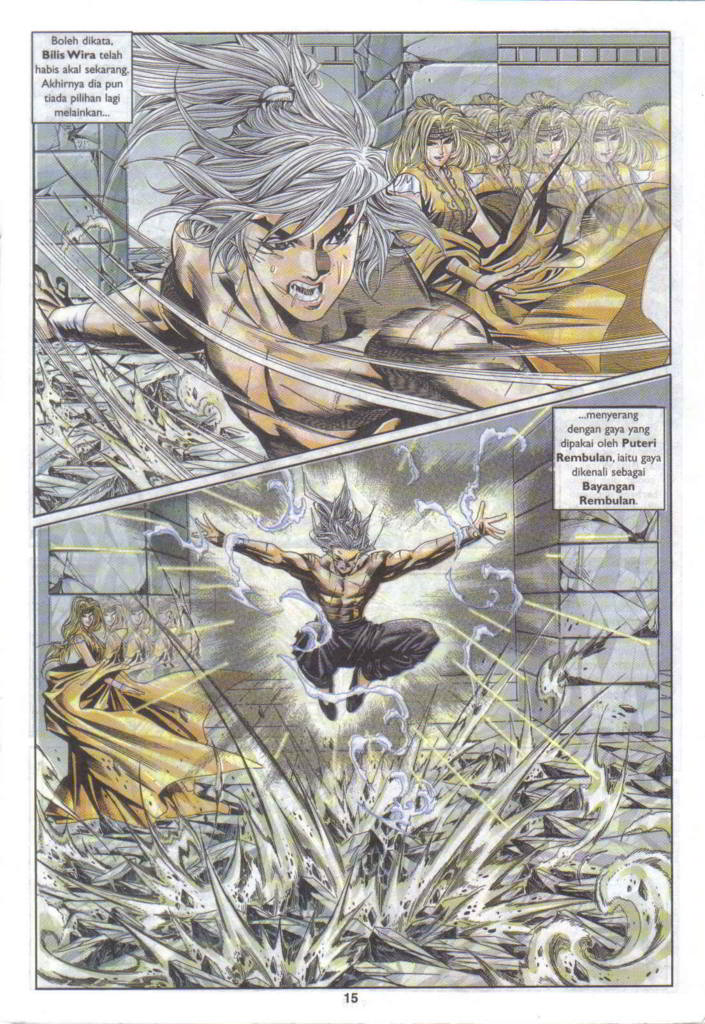 Boleh dikata,
Bilis Wira telah
habis akal sekarang.
Akhirnya dia pun
tiada pilihan lagi
melainkan...
...menyerang
dengan gaya yang
dipakai oleh Puteri
Rembulan, iaitu gaya
dikenali sebagai
Bayangan
Rembulan.
15